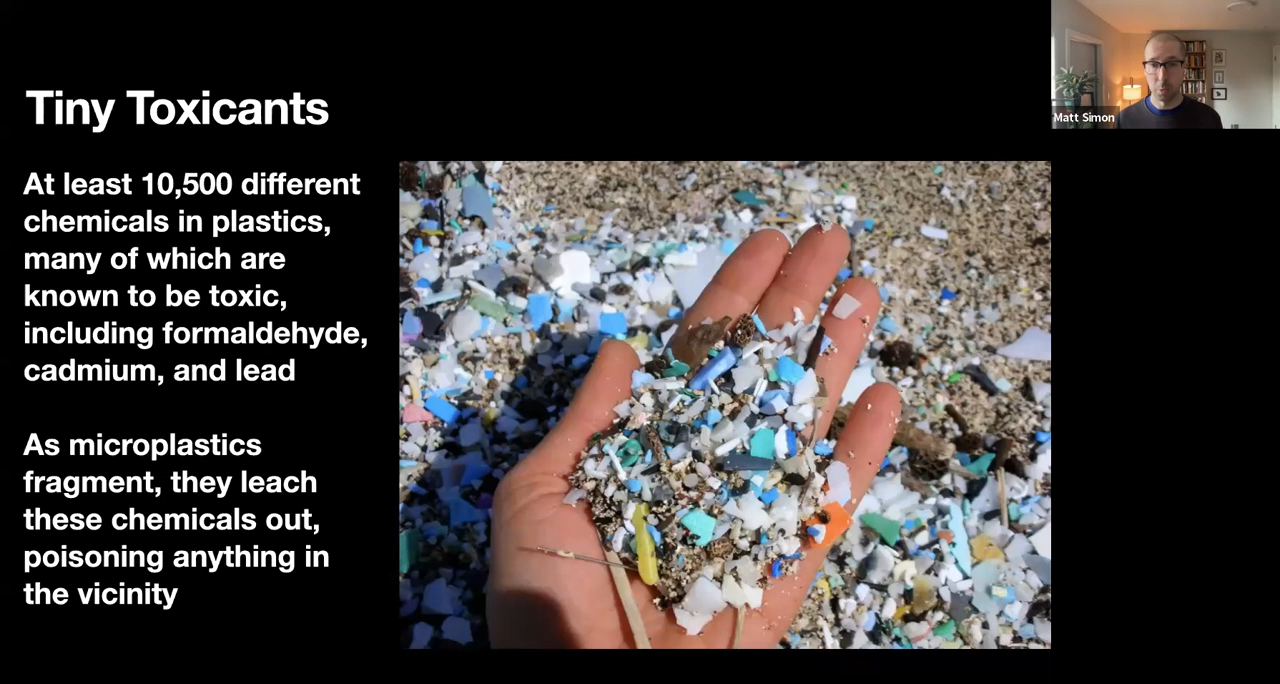 Tiny Toxicants
At least 10,500 different
chemicals in plastics,
many of which are
known to be toxic,
including formaldehyde,
cadmium, and lead
As microplastics
fragment, they leach
these chemicals out,
poisoning anything in
the vicinity
Matt Simon